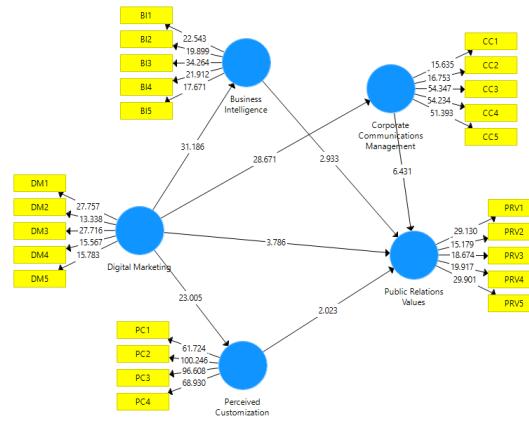 BI1
BI2
BI3
BI4
BI5
22.543
19.899
34.264
21.912
17.671
Business
Intelligence
CC1
CC2
CC3
CC4
CC5
15.635
16.753
54.347
54.234
51.393
Corporate
Communications
Management
31.186
28.671
2.933
6.431
DM1
DM2
DM3
DM4
DM5
27.757
13.338
27.716
15.567
15.783
Digital Marketing
3.786
23.005
2.023
PRV1
PRV2
PRV3
PRV4
PRV5
29.130
15.179
18.674
19.917
29.901
Public Relations
Values
PC1
PC2
PC3
PC4
61.724
100.246
96.608
68.930
Perceived
Customization